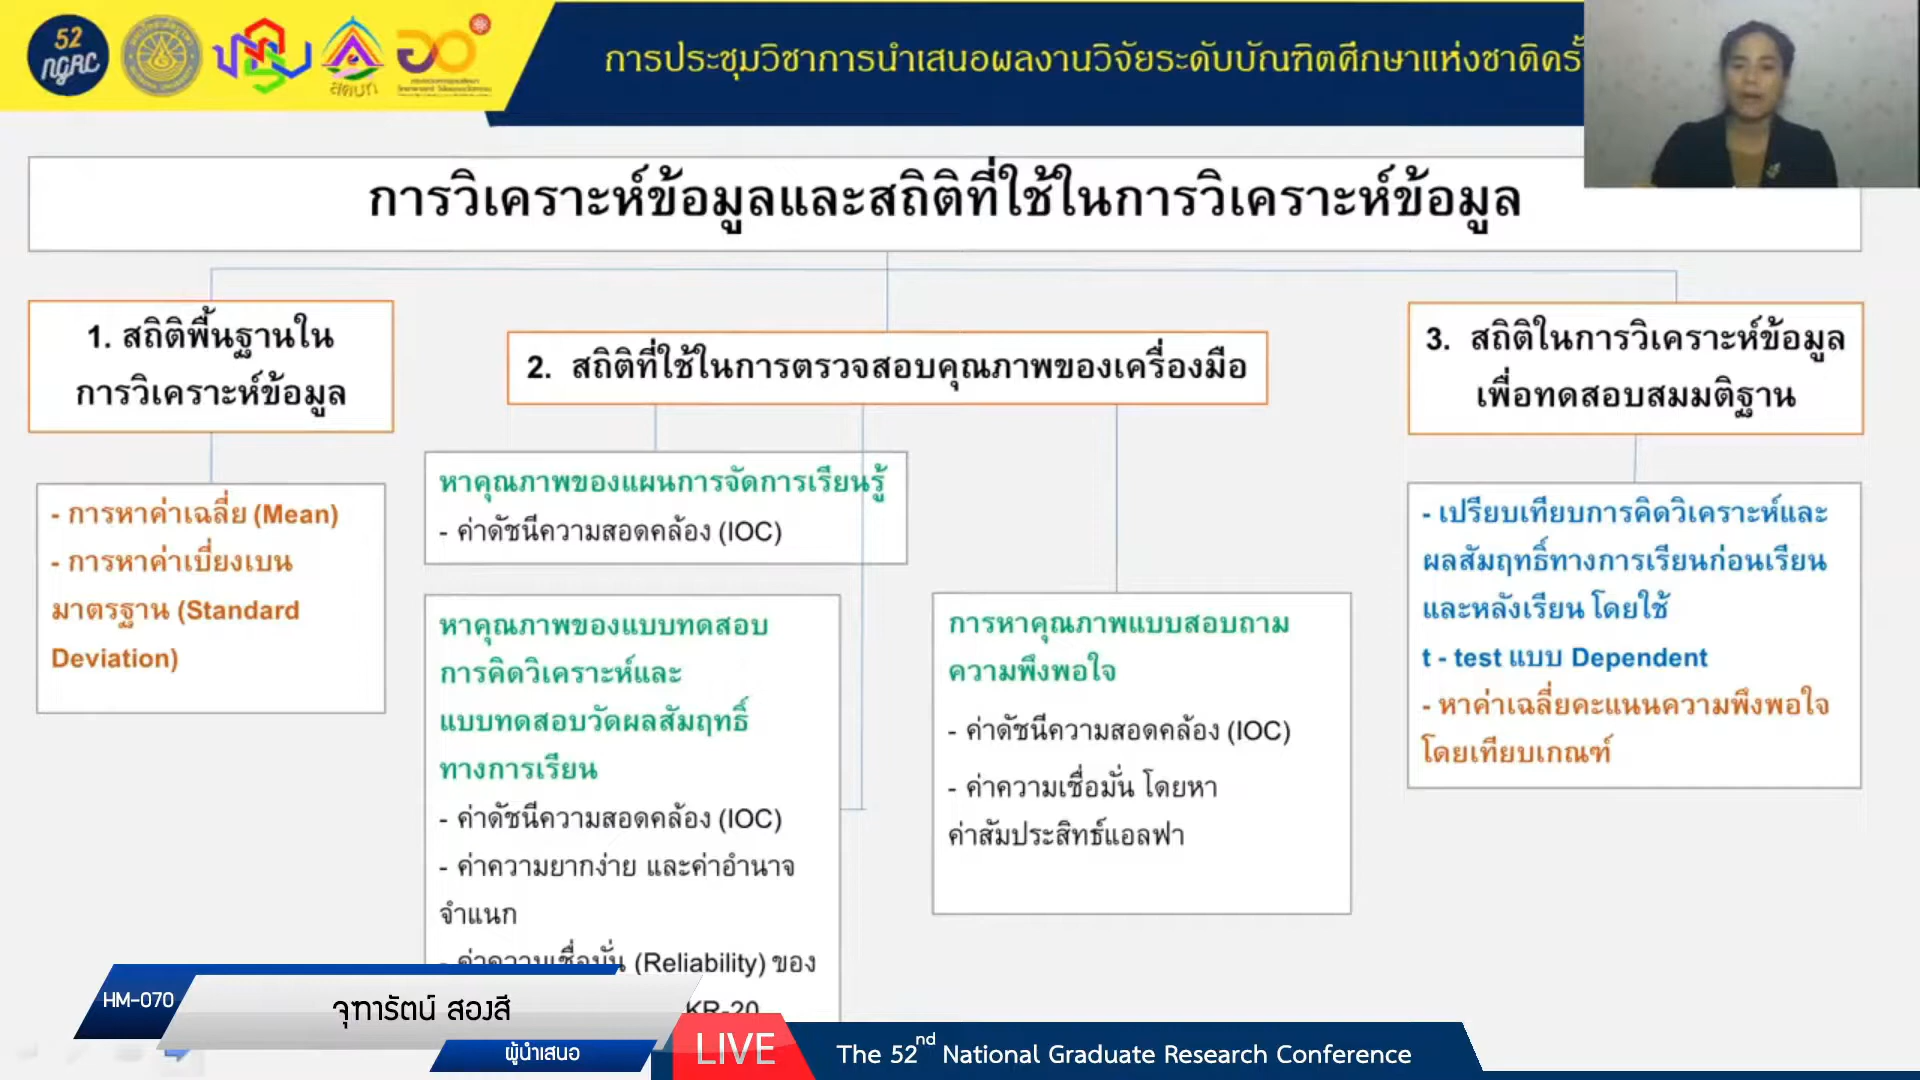 52
ngRC
สคบท
การประชุมวิชาการนำเสนอผลงานวิจัยระดับบัณฑิตศึกษาแห่งชาติครั้
การวิเคราะห์ข้อมูลและสถิติที่ใช้ในการวิเคราะห์ข้อมูล
1. สถิติพื้นฐานใน
การวิเคราะห์ข้อมูล
- การหาค่าเฉลี่ย (Mean)
- การหาค่าเบี่ยงเบน
มาตรฐาน (Standard
Deviation)
2. สถิติที่ใช้ในการตรวจสอบคุณภาพของเครื่องมือ
หาคุณภาพของแผนการจัดการเรียนรู้
- ค่าดัชนีความสอดคล้อง (IOC)
หาคุณภาพของแบบทดสอบ
การคิดวิเคราะห์และ
แบบทดสอบวัดผลสัมฤทธิ์
ทางการเรียน
- ค่าดัชนีความสอดคล้อง (IOC)
- ค่าความยากง่าย และค่าอำนาจ
จำแนก
- ค่าความเชื่อมั่น (Reliability) ของ
KR-20
การหาคุณภาพแบบสอบถาม
ความพึงพอใจ
- ค่าดัชนีความสอดคล้อง (IOC)
- ค่าความเชื่อมั่น โดยหา
ค่าสัมประสิทธ์แอลฟา
3. สถิติในการวิเคราะห์ข้อมูล
เพื่อทดสอบสมมติฐาน
- เปรียบเทียบการคิดวิเคราะห์และ
ผลสัมฤทธิ์ทางการเรียนก่อนเรียน
และหลังเรียน โดยใช้
t - test แบบ Dependent
- หาค่าเฉลี่ยคะแนนความพึงพอใจ
โดยเทียบเกณฑ์
HM-070
จุฑารัตน์ สองสี
ผู้นำเสนอ
LIVE
The 52nd National Graduate Research Conference